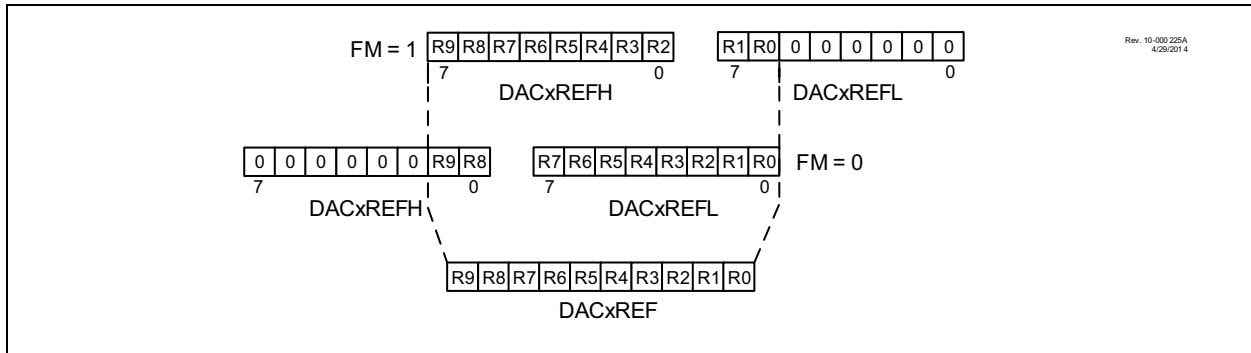 FM = 1 R9 R8 R7 R6 R5 R4 R3 R2 R1 R0 0 0 0 0 0 0
Rev. 10-000 225A
4/29/201 4
7 0 7 0
DACxREFH DACxREFL
0 0 0 0 0 0 R9 R8 R7 R6 R5 R4 R3 R2 R1 R0 FM = 0
7 0 7 0
DACxREFH DACxREFL
R9 R8 R7 R6 R5 R4 R3 R2 R1 R0
DACxREF